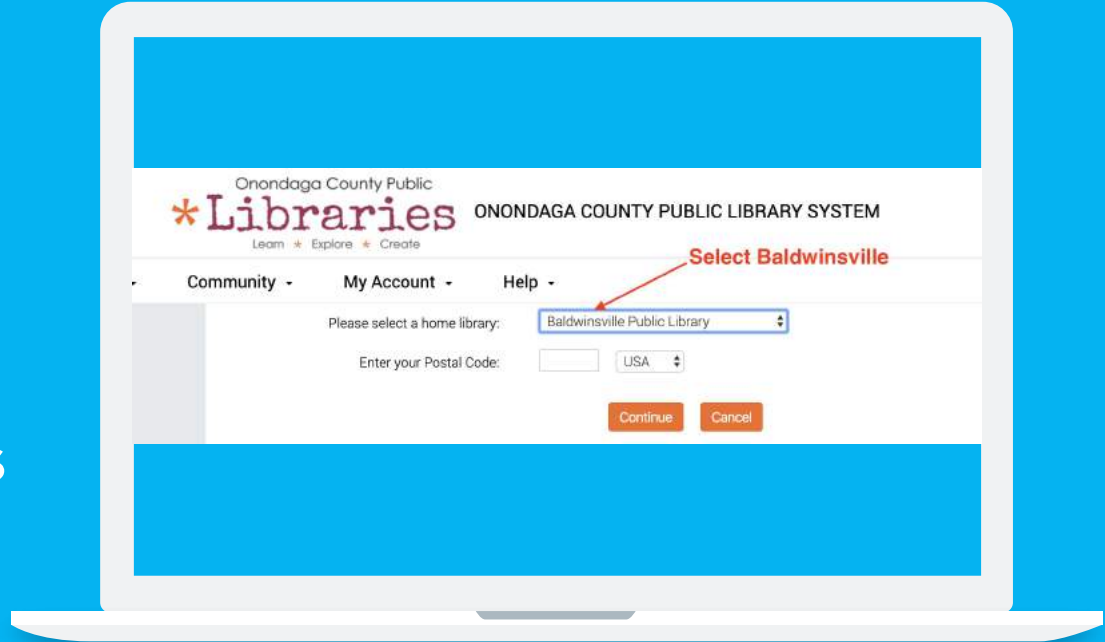 Onondaga County Public
*Libraries
Learn * Explore * Create
ONONDAGA COUNTY PUBLIC LIBRARY SYSTEM
Select Baldwinsville
Community -
My Account -
Help -
Please select a home library:
Baldwinsville Public Library
Enter your Postal Code:
USA
Continue
Cancel